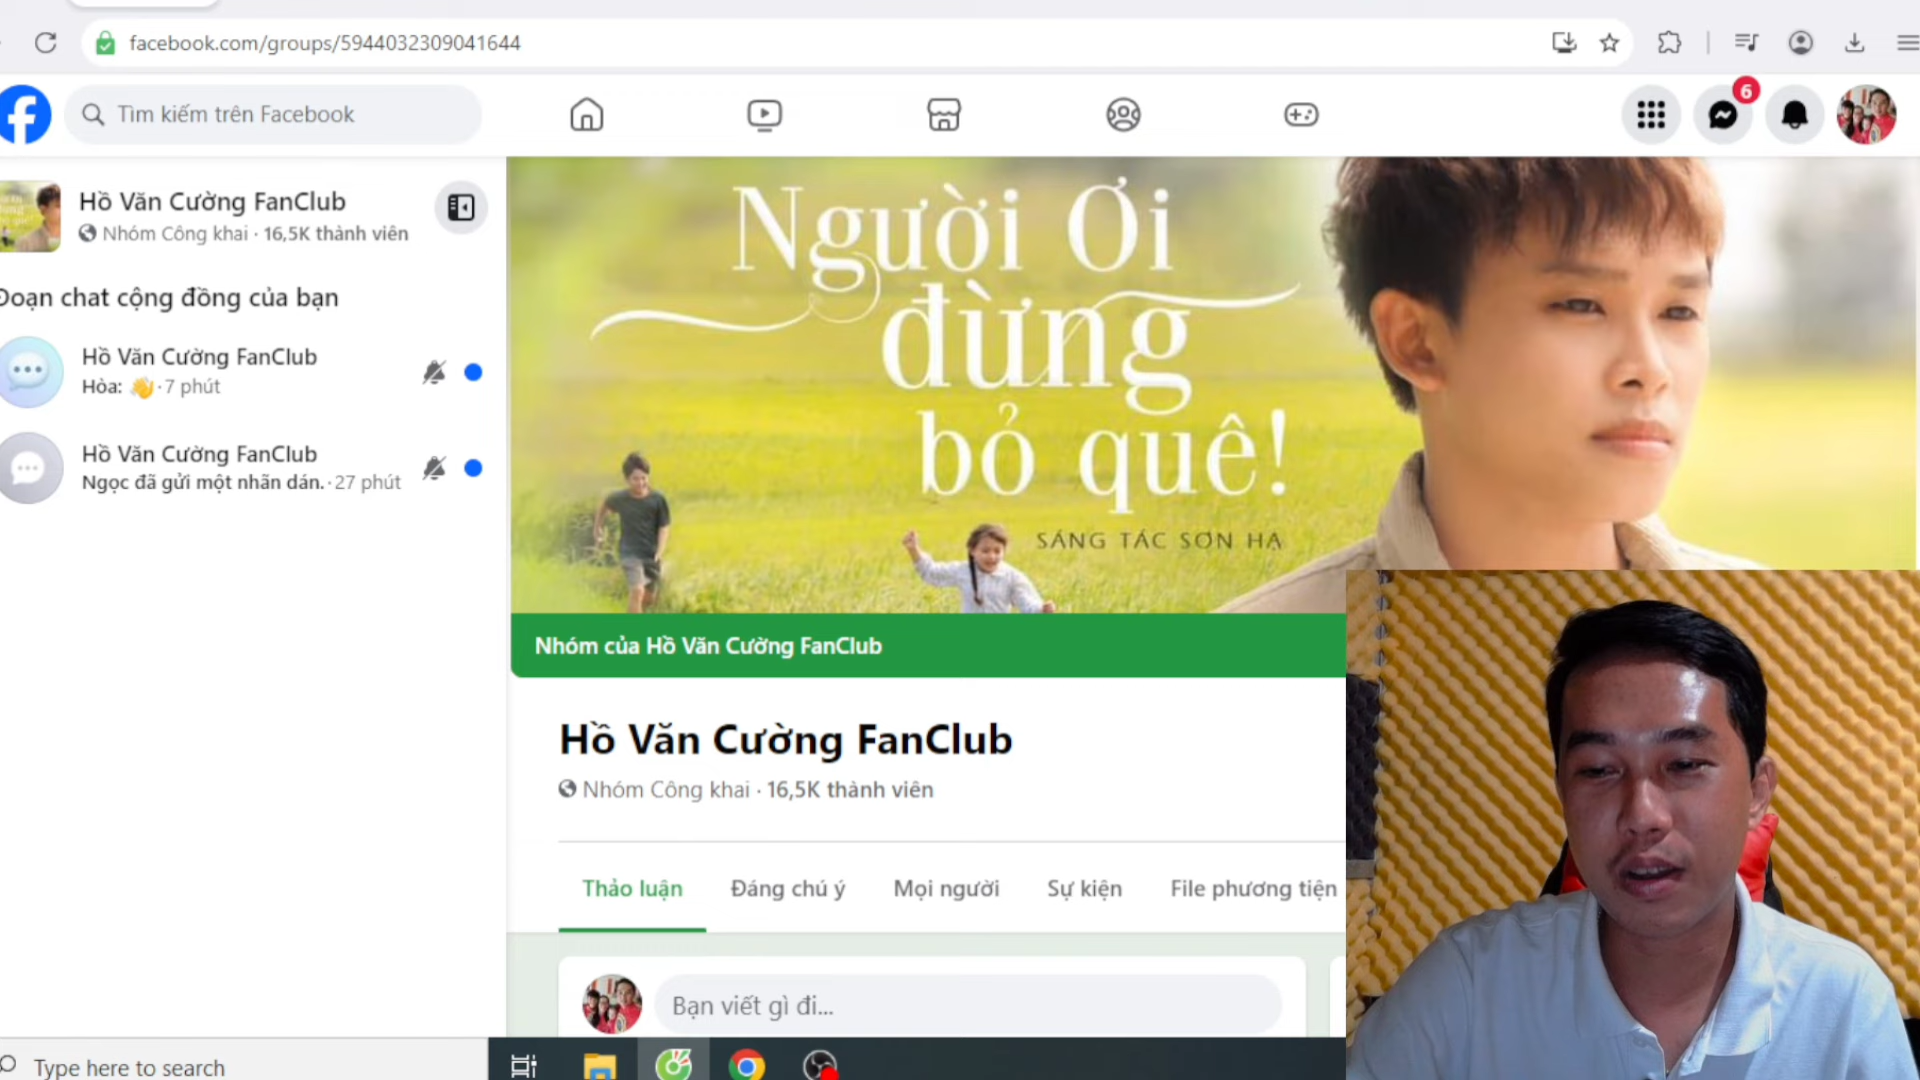 facebook.com/groups/5944032309041644
Tìm kiếm trên Facebook
6
Hồ Văn Cường FanClub
Nhóm Công khai · 16,5K thành viên
Đoạn chat cộng đồng của bạn
Hồ Văn Cường FanClub
Hòa: 👋 · 7 phút
Hồ Văn Cường FanClub
Ngọc đã gửi một nhãn dán. · 27 phút
Người Ơi
đừng
bỏ quê!
SÁNG TÁC SƠN HẠ
Nhóm của Hồ Văn Cường FanClub
Hồ Văn Cường FanClub
Nhóm Công khai · 16,5K thành viên
Thảo luận Đáng chú ý Mọi người Sự kiện File phương tiện
Bạn viết gì đi...
Type here to search